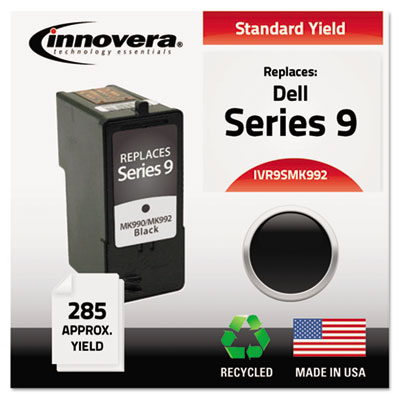 innovera
technology essentials
Standard Yield
Replaces:
Dell
Series 9
IVR9SMK992
REPLACES
Series 9
MK990/MK992
Black
285
APPROX.
YIELD
RECYCLED
MADE IN USA